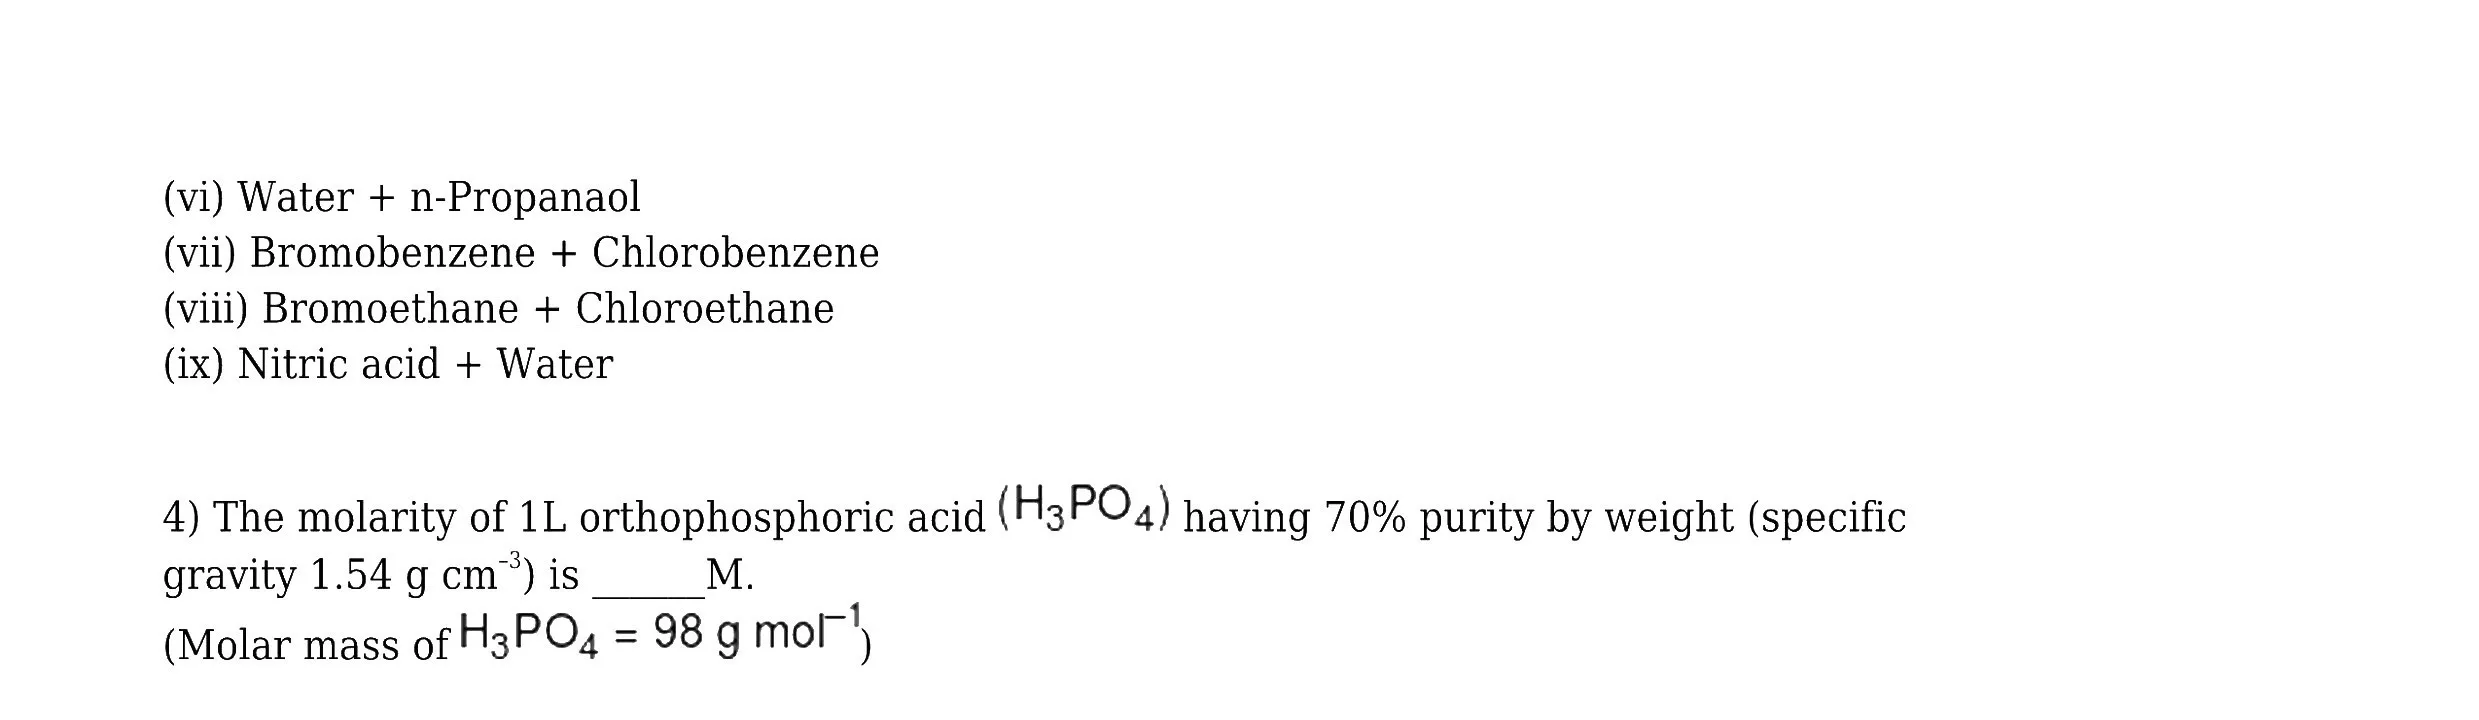 (vi) Water + n-Propanaol
(vii) Bromobenzene + Chlorobenzene
(viii) Bromoethane + Chloroethane
(ix) Nitric acid + Water
4) The molarity of 1L orthophosphoric acid (H₃PO₄) having 70% purity by weight (specific
gravity 1.54 g cm⁻³) is ______M.
(Molar mass of H₃PO₄ = 98 g mol⁻¹)